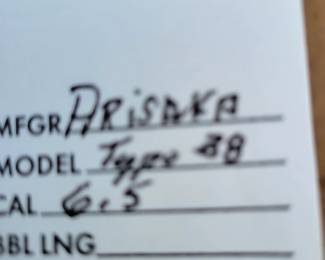 MFGR ARISAKA
MODEL Type 38
CAL 6.5
BBL LNG